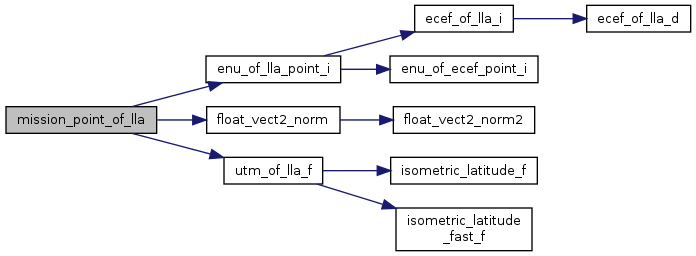 mission_point_of_lla
enu_of_lla_point_i
ecef_of_lla_i
ecef_of_lla_d
enu_of_ecef_point_i
float_vect2_norm
float_vect2_norm2
utm_of_lla_f
isometric_latitude_f
isometric_latitude
_fast_f